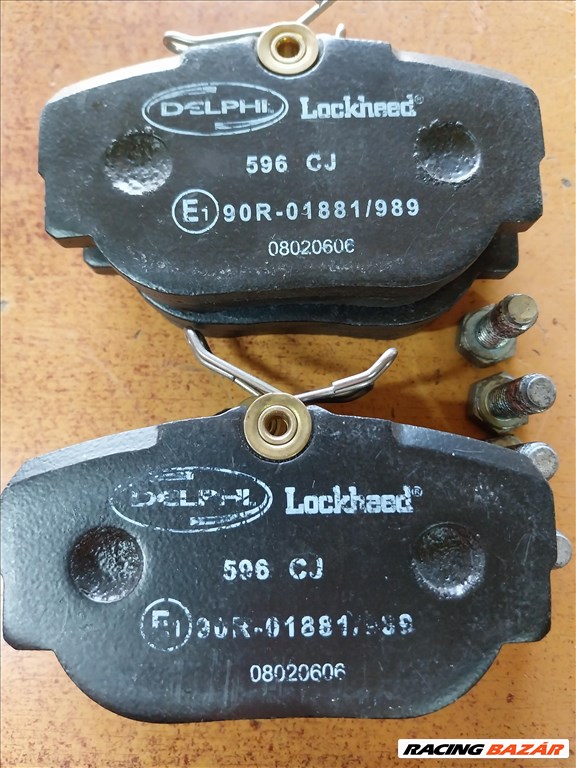 DELPHI Lockheed®
596 CJ
E1 90R-01881/989
08020606
DELPHI Lockheed®
596 CJ
E1 90R-01881/989
08020606
RACING BAZÁR